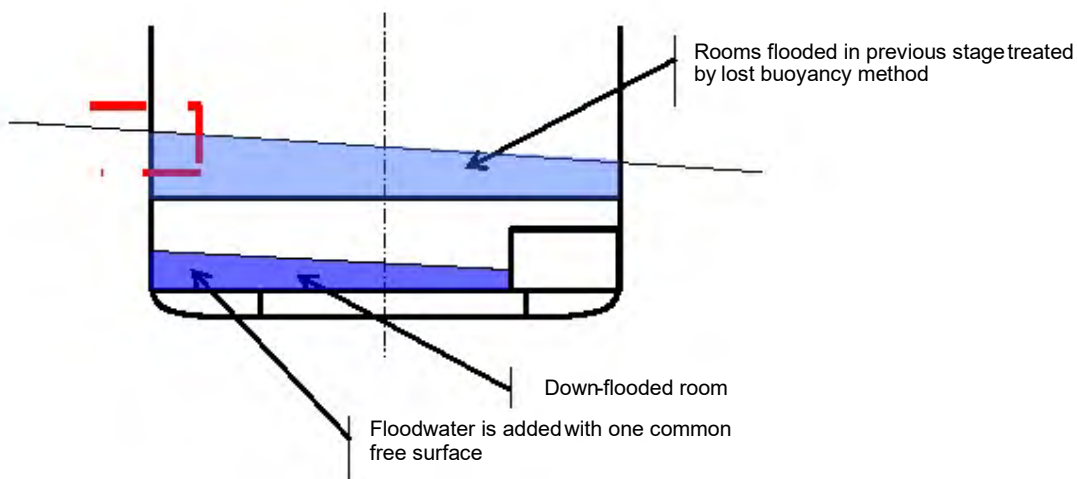 Rooms flooded in previous stage treated
by lost buoyancy method
Down-flooded room
Floodwater is added with one common
free surface